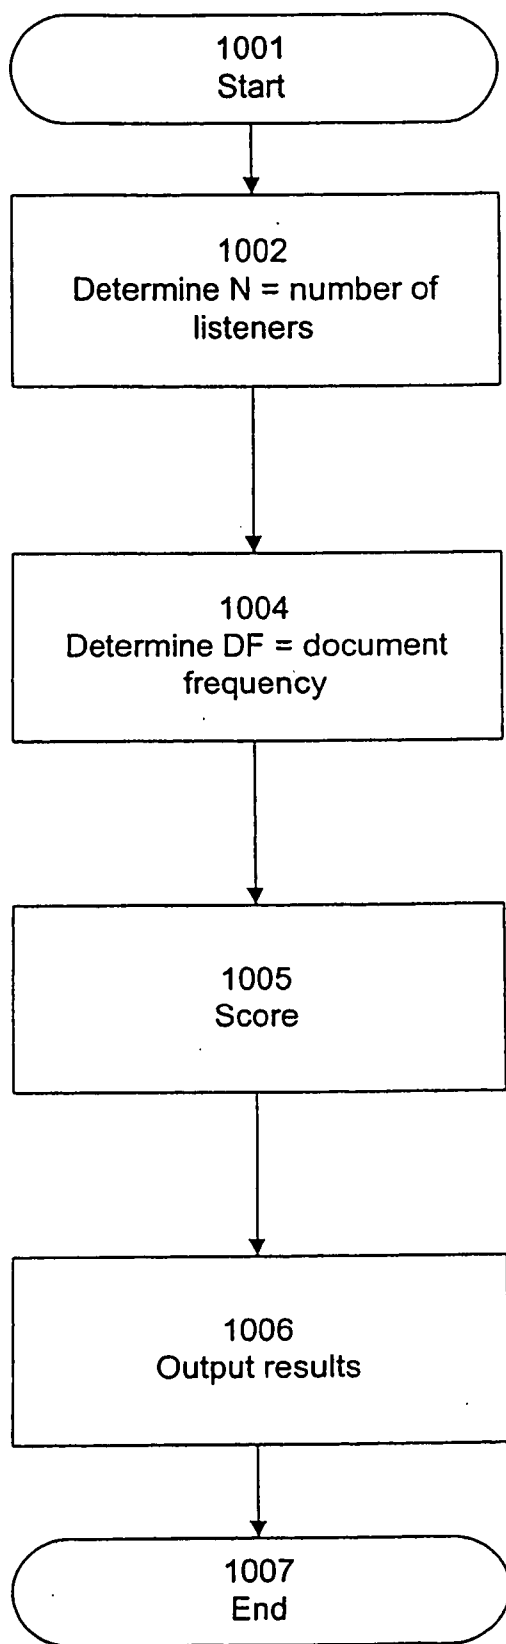 1001
Start
1002
Determine N = number of
listeners
1004
Determine DF = document
frequency
1005
Score
1006
Output results
1007
End